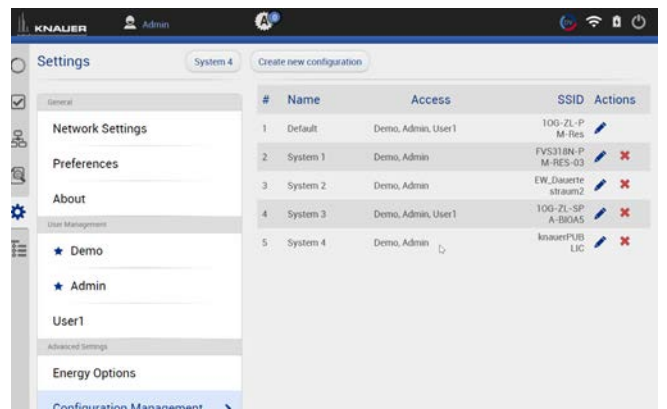 KNAUER Admin A
Settings System 4 Create new configuration
General
Network Settings
Preferences
About
User Management
Demo
Admin
User1
Advanced Settings
Energy Options
Configuration Management
# Name Access SSID Actions
1 Default Demo, Admin, User1 10G-ZL-P
M-Res
2 System 1 Demo, Admin FVS318N-P
M-RES-03
3 System 2 Demo, Admin EW_Dauerte
straum2
4 System 3 Demo, Admin, User1 10G-ZL-SP
A-BIOA5
5 System 4 Demo, Admin knauerPUB
LIC